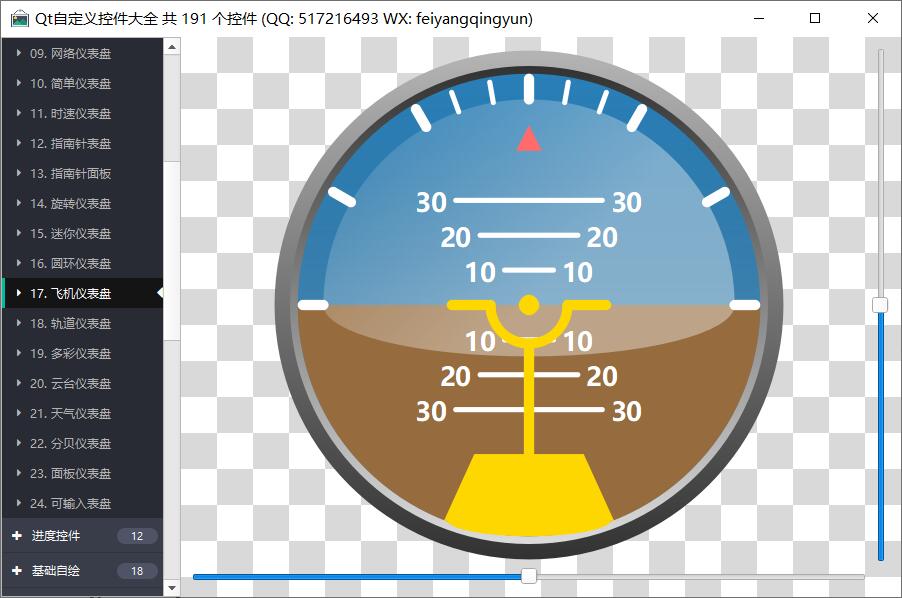 Qt自定义控件大全 共 191 个控件 (QQ: 517216493 WX: feiyangqingyun)
09. 网络仪表盘
10. 简单仪表盘
11. 时速仪表盘
12. 指南针表盘
13. 指南针面板
14. 旋转仪表盘
15. 迷你仪表盘
16. 圆环仪表盘
17. 飞机仪表盘
18. 轨道仪表盘
19. 多彩仪表盘
20. 云台仪表盘
21. 天气仪表盘
22. 分贝仪表盘
23. 面板仪表盘
24. 可输入表盘
进度控件 12
基础自绘 18
30 30
20 20
10 10
10 10
20 20
30 30